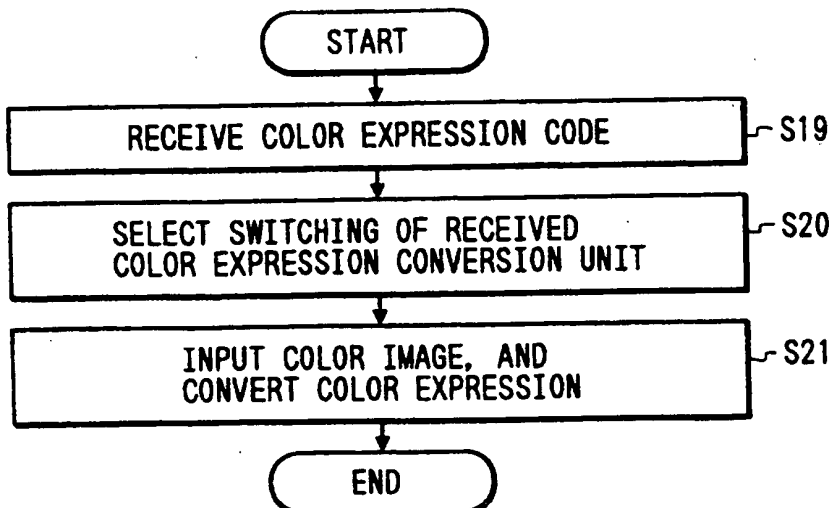 START
RECEIVE COLOR EXPRESSION CODE
S19
SELECT SWITCHING OF RECEIVED
COLOR EXPRESSION CONVERSION UNIT
S20
INPUT COLOR IMAGE, AND
CONVERT COLOR EXPRESSION
S21
END